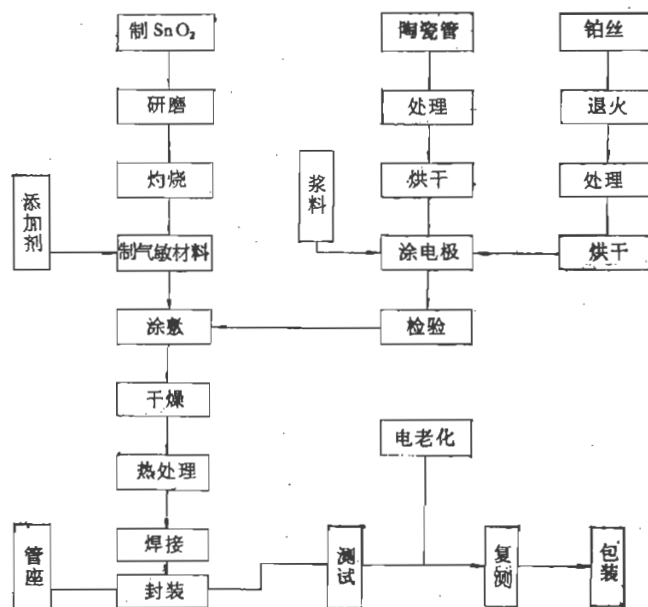 制SnO₂
陶瓷管
铂丝
研磨
处理
退火
灼烧
浆料
烘干
处理
添加剂
制气敏材料
涂电极
烘干
涂敷
检验
干燥
电老化
热处理
管座
焊接
测试
复测
包装
封装